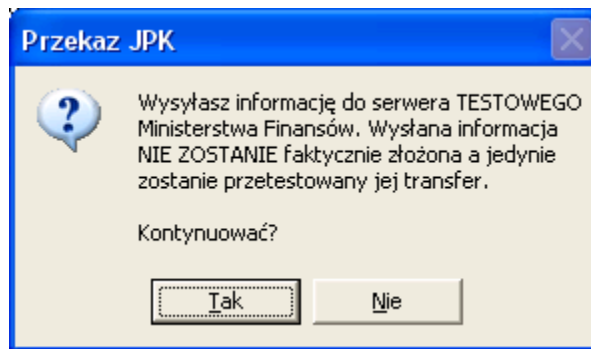 Przekaz JPK
Wysyłasz informację do serwera TESTOWEGO
Ministerstwa Finansów. Wysłana informacja
NIE ZOSTANIE faktycznie złożona a jedynie
zostanie przetestowany jej transfer.
Kontynuować?
Tak
Nie